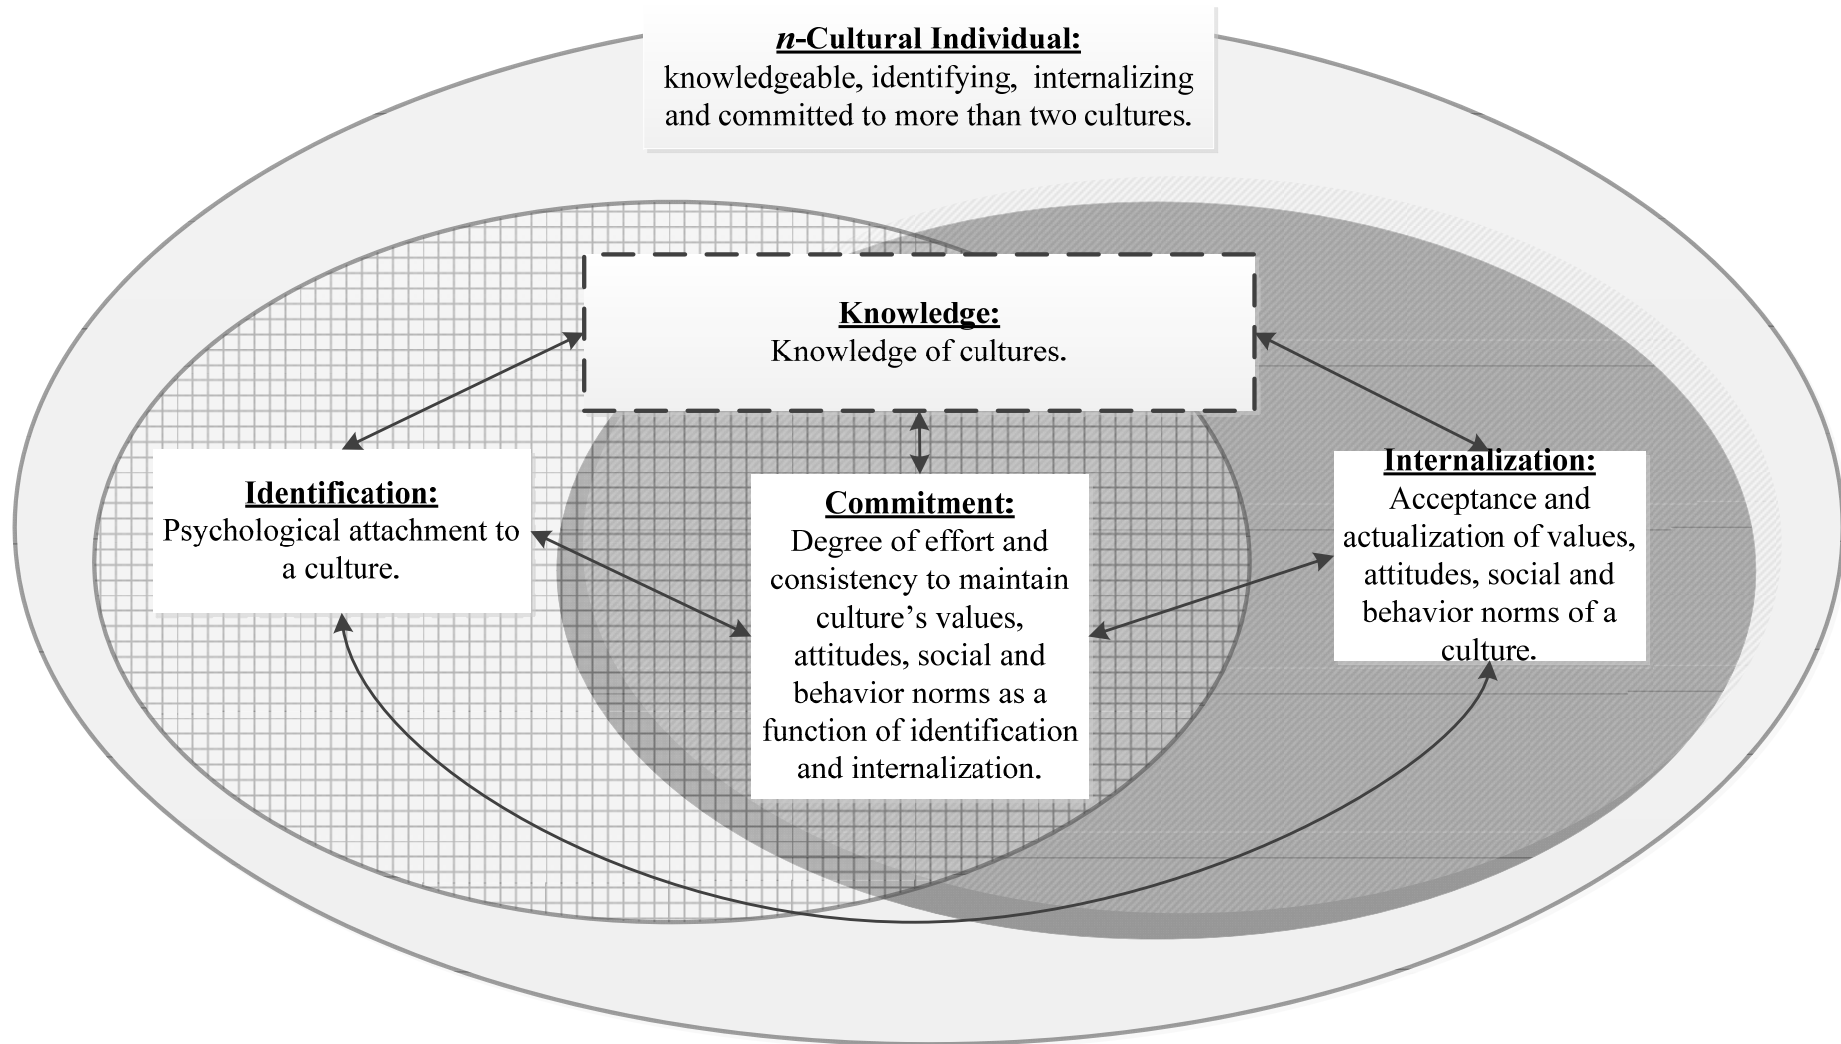 n-Cultural Individual:
knowledgeable, identifying, internalizing
and committed to more than two cultures.
Knowledge:
Knowledge of cultures.
Identification:
Psychological attachment to
a culture.
Commitment:
Degree of effort and
consistency to maintain
culture’s values,
attitudes, social and
behavior norms as a
function of identification
and internalization.
Internalization:
Acceptance and
actualization of values,
attitudes, social and
behavior norms of a
culture.